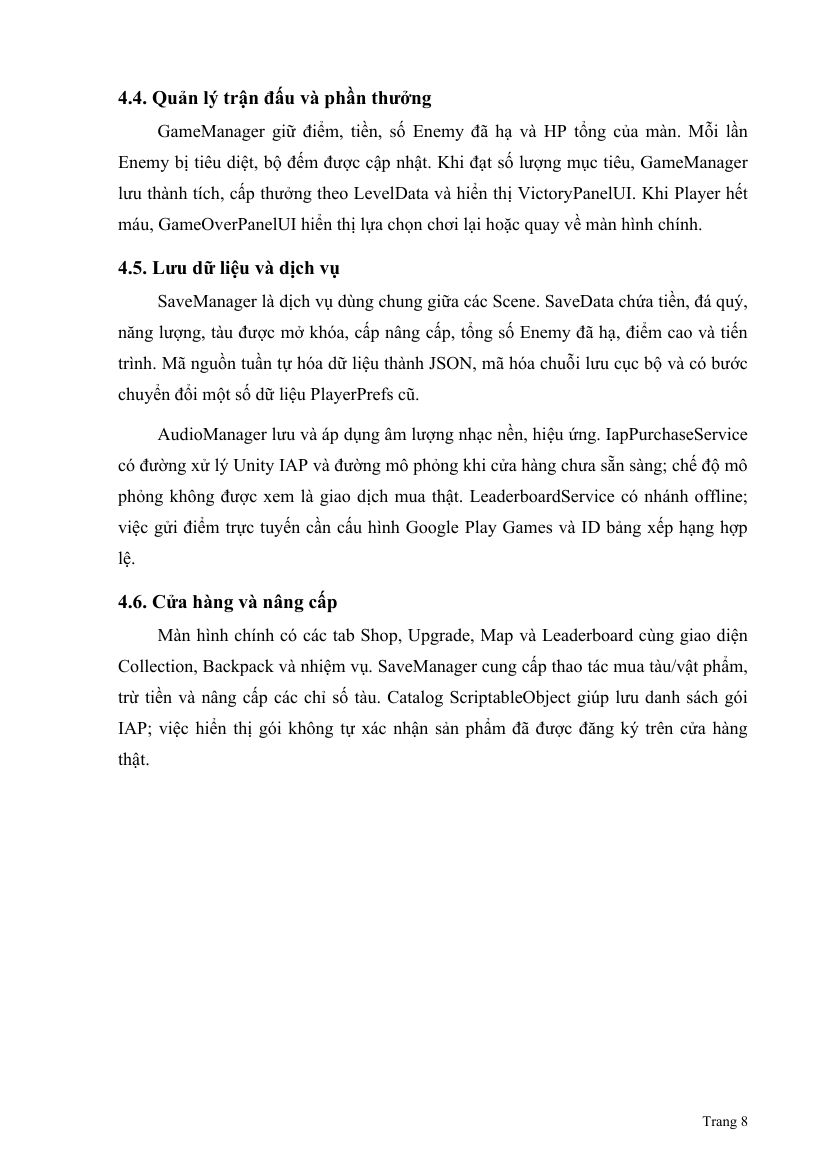 4.4. Quản lý trận đấu và phần thưởng
GameManager giữ điểm, tiền, số Enemy đã hạ và HP tổng của màn. Mỗi lần
Enemy bị tiêu diệt, bộ đếm được cập nhật. Khi đạt số lượng mục tiêu, GameManager
lưu thành tích, cấp thưởng theo LevelData và hiển thị VictoryPanelUI. Khi Player hết
máu, GameOverPanelUI hiển thị lựa chọn chơi lại hoặc quay về màn hình chính.
4.5. Lưu dữ liệu và dịch vụ
SaveManager là dịch vụ dùng chung giữa các Scene. SaveData chứa tiền, đá quý,
năng lượng, tàu được mở khóa, cấp nâng cấp, tổng số Enemy đã hạ, điểm cao và tiến
trình. Mã nguồn tuần tự hóa dữ liệu thành JSON, mã hóa chuỗi lưu cục bộ và có bước
chuyển đổi một số dữ liệu PlayerPrefs cũ.
AudioManager lưu và áp dụng âm lượng nhạc nền, hiệu ứng. IapPurchaseService
có đường xử lý Unity IAP và đường mô phỏng khi cửa hàng chưa sẵn sàng; chế độ mô
phỏng không được xem là giao dịch mua thật. LeaderboardService có nhánh offline;
việc gửi điểm trực tuyến cần cấu hình Google Play Games và ID bảng xếp hạng hợp
lệ.
4.6. Cửa hàng và nâng cấp
Màn hình chính có các tab Shop, Upgrade, Map và Leaderboard cùng giao diện
Collection, Backpack và nhiệm vụ. SaveManager cung cấp thao tác mua tàu/vật phẩm,
trừ tiền và nâng cấp các chỉ số tàu. Catalog ScriptableObject giúp lưu danh sách gói
IAP; việc hiển thị gói không tự xác nhận sản phẩm đã được đăng ký trên cửa hàng
thật.
Trang 8